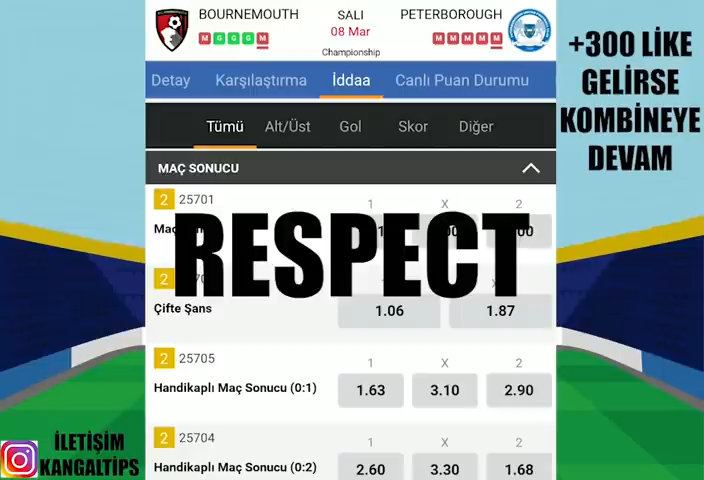 BOURNEMOUTH
M G G G M
SALI
08 Mar
Championship
PETERBOROUGH
M M M M M
+300 LİKE
GELİRSE
KOMBİNEYE
DEVAM
Detay Karşılaştırma İddaa Canlı Puan Durumu
Tümü Alt/Üst Gol Skor Diğer
MAÇ SONUCU
2 25701
1 X 2
RESPECT
2
Çifte Şans 1.06 1.87
2 25705
1 X 2
Handikaplı Maç Sonucu (0:1) 1.63 3.10 2.90
2 25704
1 X 2
Handikaplı Maç Sonucu (0:2) 2.60 3.30 1.68
İLETİŞİM
KANGALTİPS